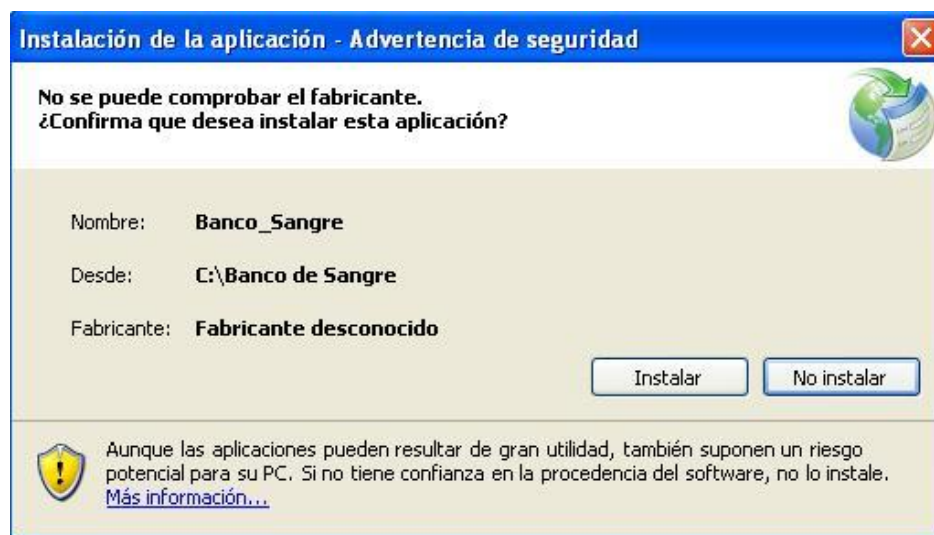 Instalación de la aplicación - Advertencia de seguridad
No se puede comprobar el fabricante.
¿Confirma que desea instalar esta aplicación?
Nombre: Banco_Sangre
Desde: C:\Banco de Sangre
Fabricante: Fabricante desconocido
Instalar No instalar
Aunque las aplicaciones pueden resultar de gran utilidad, también suponen un riesgo
potencial para su PC. Si no tiene confianza en la procedencia del software, no lo instale.
Más información...